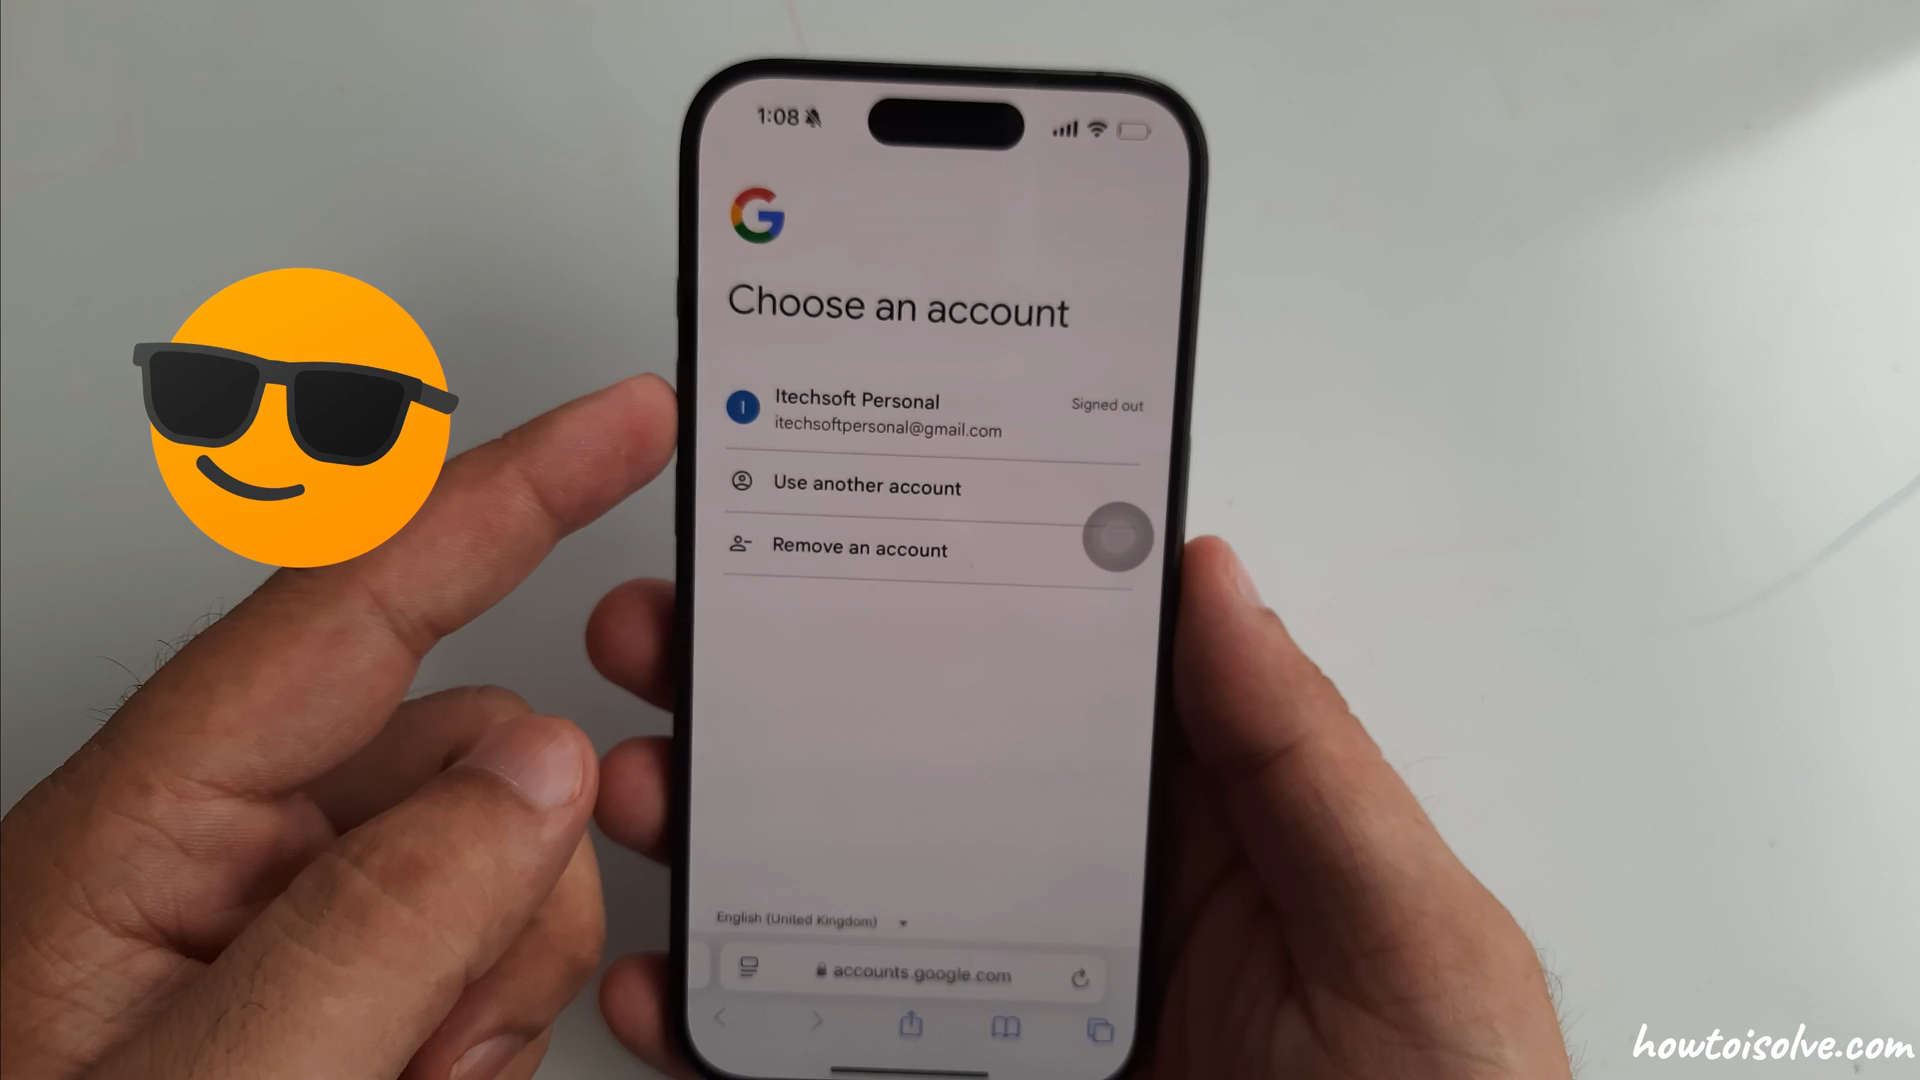 1:08
Choose an account
I
Itechsoft Personal
Signed out
itechsoftpersonal@gmail.com
Use another account
Remove an account
English (United Kingdom)
accounts.google.com
howtoisolve.com